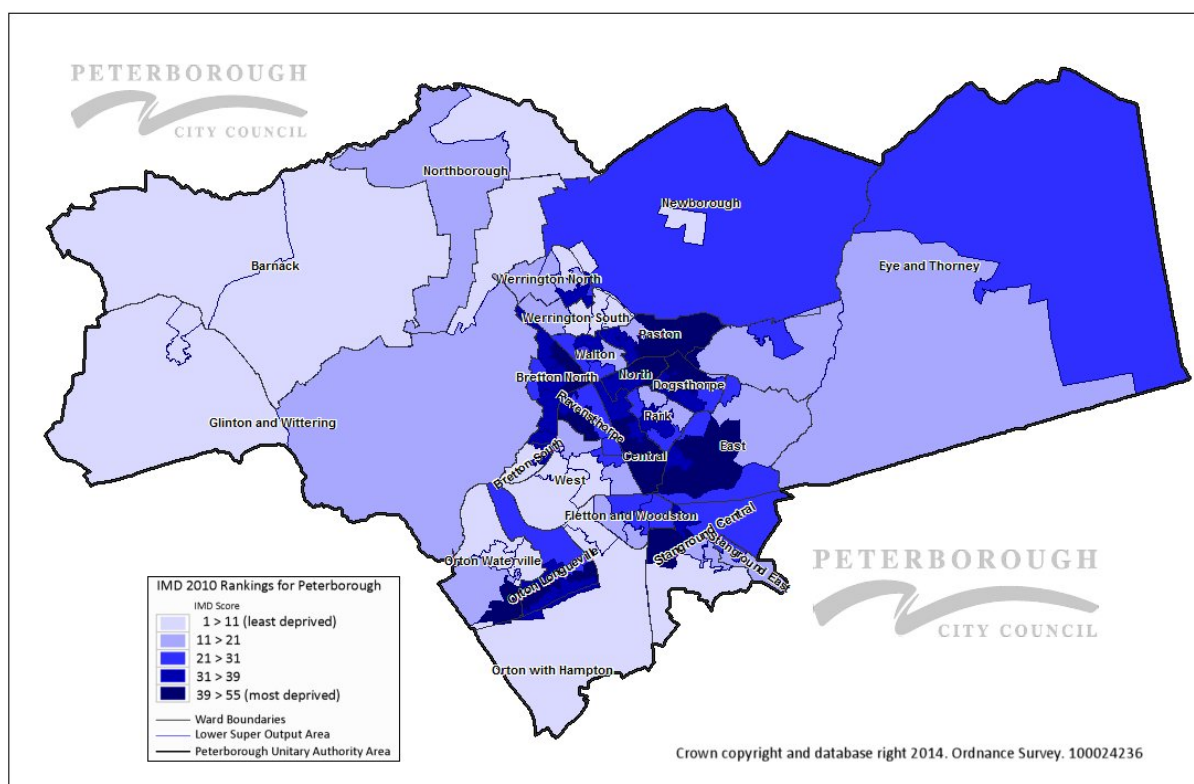 PETERBOROUGH
CITY COUNCIL
Northborough
Newborough
Barnack
Eye and Thorney
Werrington North
Werrington South
Paston
Walton
Bretton North
North
Dogsthorpe
Ravensthorpe
Park
Glinton and Wittering
East
Central
Bretton South
West
Fletton and Woodston
Stanground Central
Stanground East
Orton Waterville
Orton Longueville
PETERBOROUGH
CITY COUNCIL
Orton with Hampton
IMD 2010 Rankings for Peterborough
IMD Score
1 > 11 (least deprived)
11 > 21
21 > 31
31 > 39
39 > 55 (most deprived)
Ward Boundaries
Lower Super Output Area
Peterborough Unitary Authority Area
Crown copyright and database right 2014. Ordnance Survey. 100024236